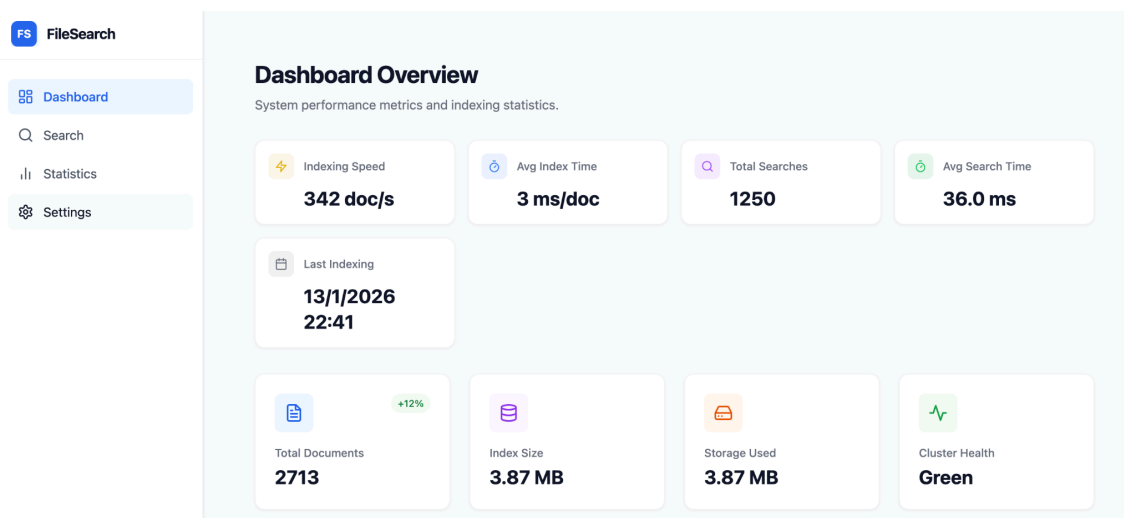 FS FileSearch
Dashboard
Search
Statistics
Settings
Dashboard Overview
System performance metrics and indexing statistics.
Indexing Speed
342 doc/s
Avg Index Time
3 ms/doc
Total Searches
1250
Avg Search Time
36.0 ms
Last Indexing
13/1/2026
22:41
+12%
Total Documents
2713
Index Size
3.87 MB
Storage Used
3.87 MB
Cluster Health
Green